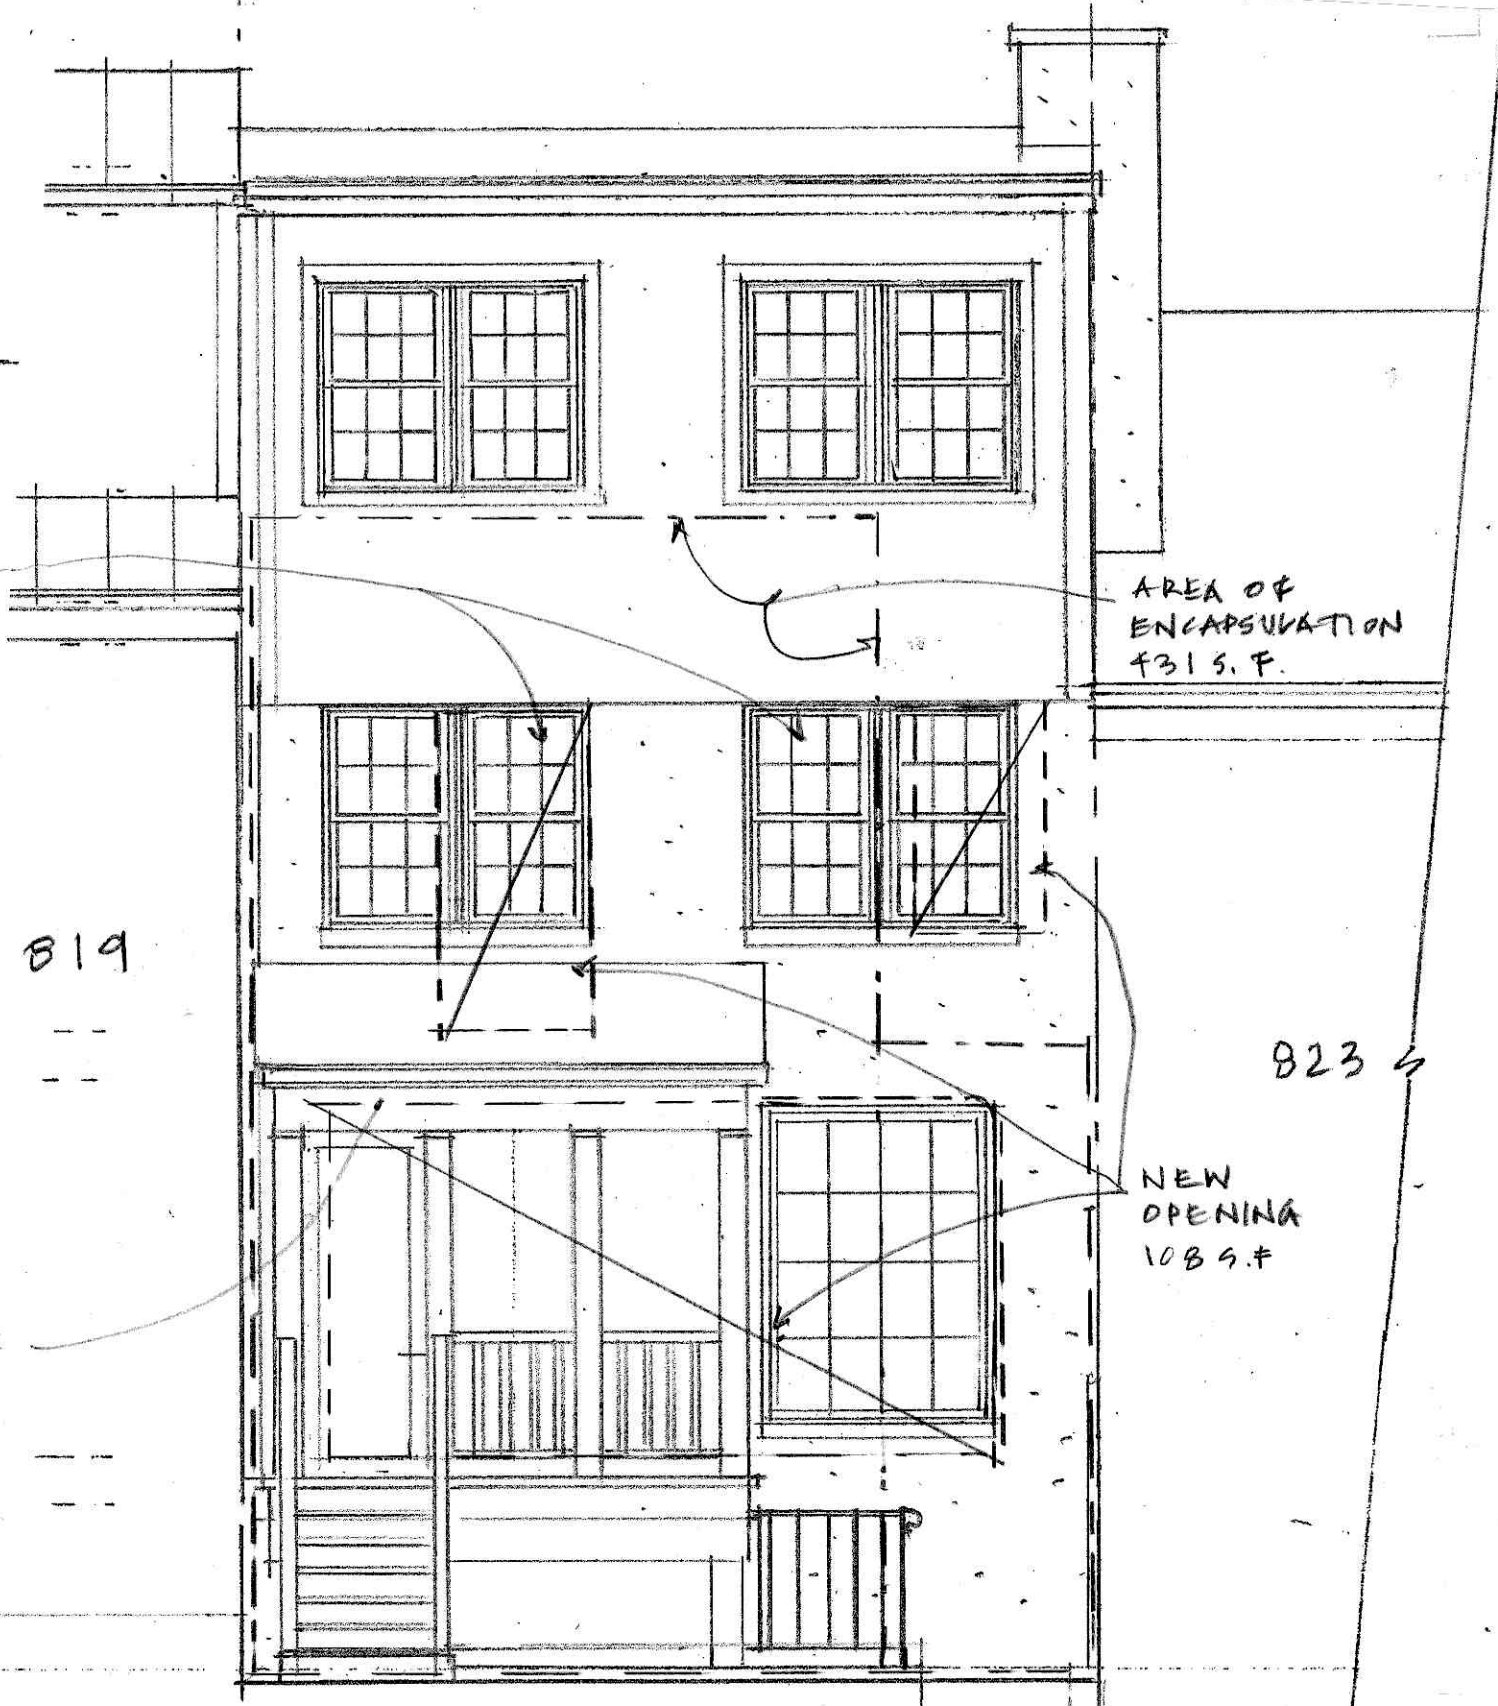 AREA OF
ENCAPSULATION
431 S.F.
819
823
NEW
OPENING
108 S.F